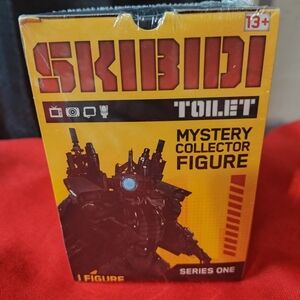 13+
SKIBIDI
TOILET
MYSTERY
COLLECTOR
FIGURE
SERIES ONE
1 FIGURE